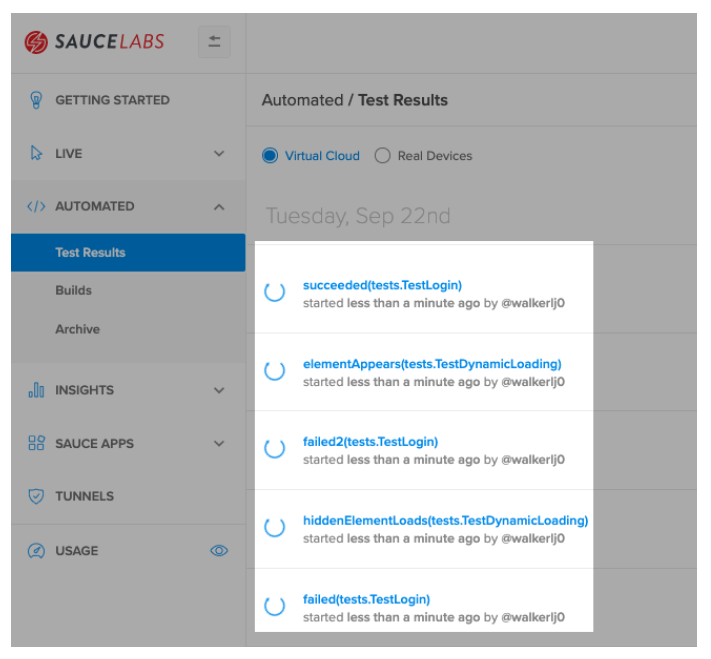 SAUCELABS
GETTING STARTED
LIVE
AUTOMATED
Test Results
Builds
Archive
INSIGHTS
SAUCE APPS
TUNNELS
USAGE
Automated / Test Results
Virtual Cloud
Real Devices
Tuesday, Sep 22nd
succeeded(tests.TestLogin)
started less than a minute ago by @walkerlj0
elementAppears(tests.TestDynamicLoading)
started less than a minute ago by @walkerlj0
failed2(tests.TestLogin)
started less than a minute ago by @walkerlj0
hiddenElementLoads(tests.TestDynamicLoading)
started less than a minute ago by @walkerlj0
failed(tests.TestLogin)
started less than a minute ago by @walkerlj0